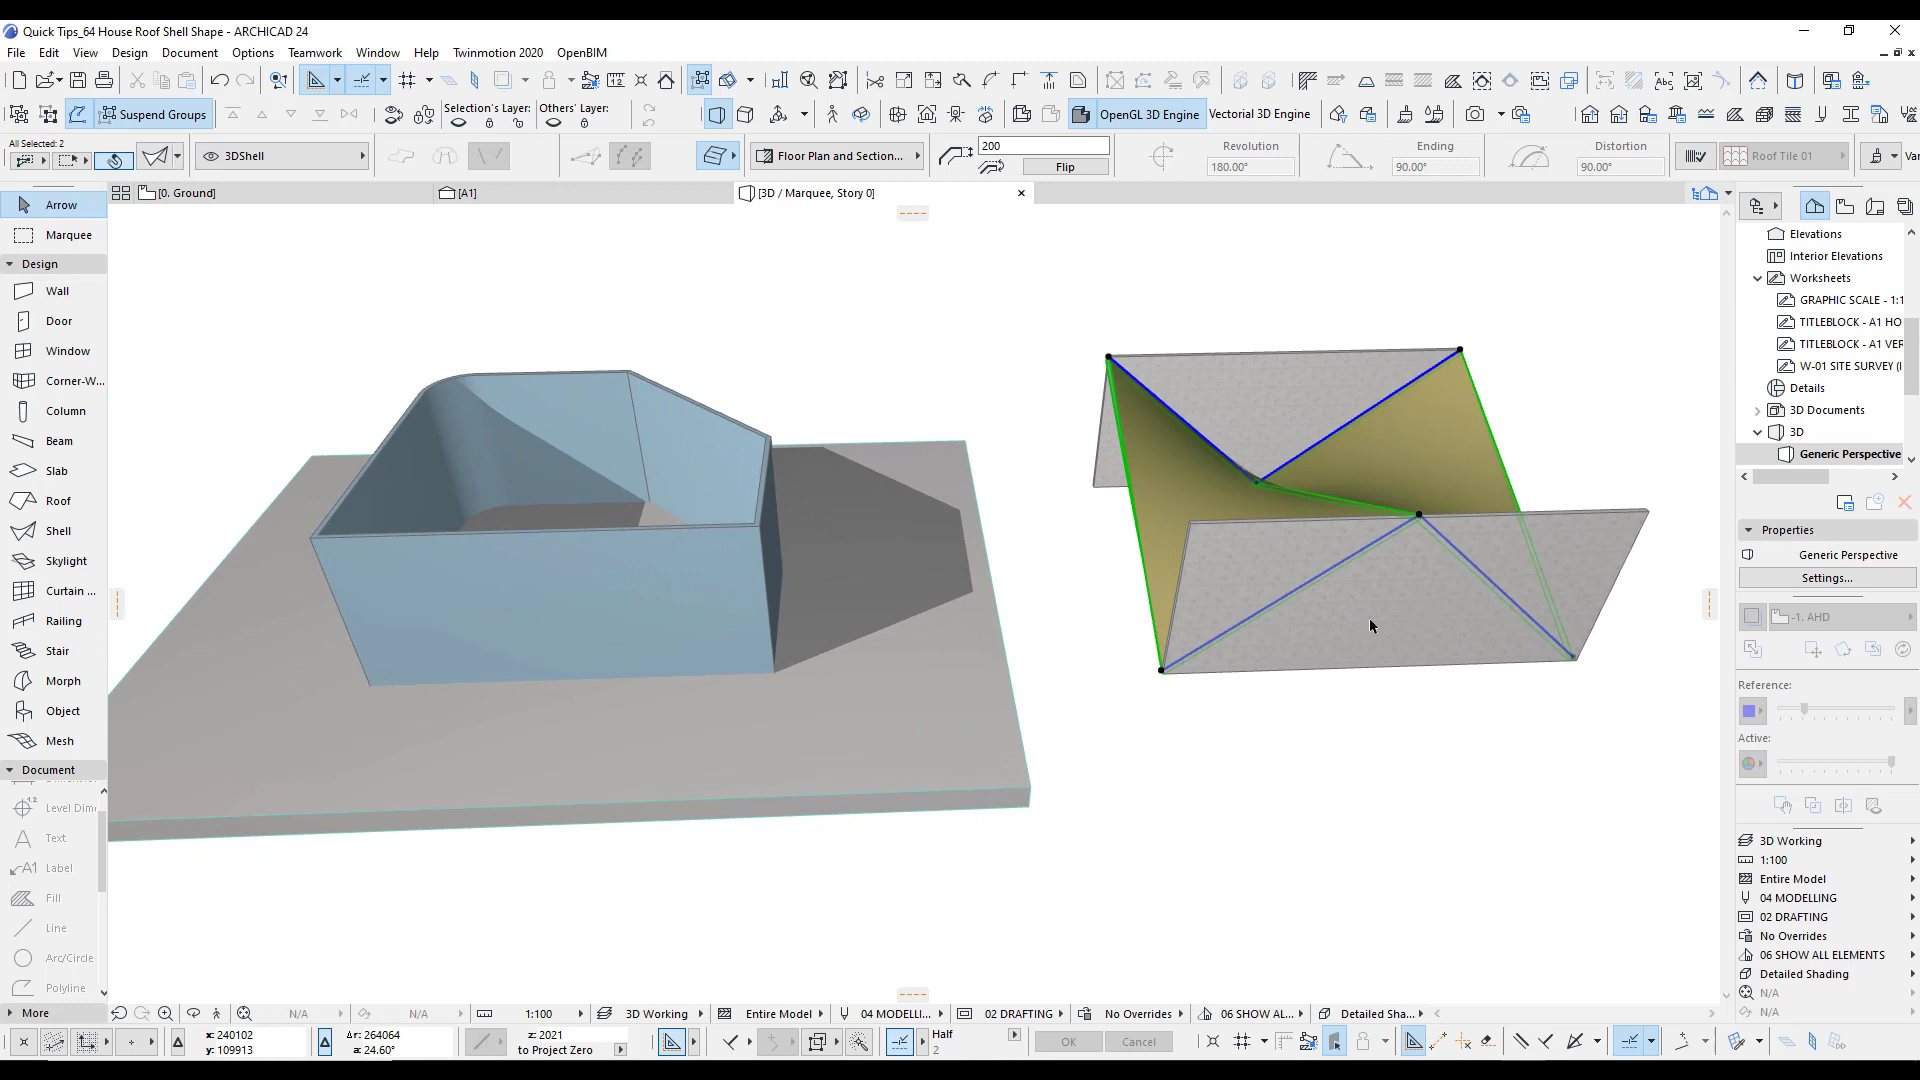 Quick Tips_64 House Roof Shell Shape - ARCHICAD 24
File Edit View Design Document Options Teamwork Window Help Twinmotion 2020 OpenBIM
Suspend Groups
Selection's Layer: Others' Layer:
OpenGL 3D Engine Vectorial 3D Engine
All Selected: 2
3DShell
Floor Plan and Section...
200
Flip
Revolution
180.00°
Ending
90.00°
Distortion
90.00°
Roof Tile 01
[0. Ground]
[A1]
[3D / Marquee, Story 0]
Arrow
Marquee
Design
Wall
Door
Window
Corner-W...
Column
Beam
Slab
Roof
Shell
Skylight
Curtain ...
Railing
Stair
Morph
Object
Mesh
Document
Level Dim
Text
Label
Fill
Line
Arc/Circle
Polyline
More
Elevations
Interior Elevations
Worksheets
GRAPHIC SCALE - 1:1
TITLEBLOCK - A1 HO
TITLEBLOCK - A1 VER
W-01 SITE SURVEY (I
Details
3D Documents
3D
Generic Perspective
Properties
Generic Perspective
Settings...
-1. AHD
Reference:
Active:
3D Working
1:100
Entire Model
04 MODELLING
02 DRAFTING
No Overrides
06 SHOW ALL ELEMENTS
Detailed Shading
N/A
N/A
N/A N/A 1:100 3D Working Entire Model 04 MODELLI... 02 DRAFTING No Overrides 06 SHOW AL... Detailed Sha...
x: 240102
y: 109913
Δr: 264064
a: 24.60°
z: 2021
to Project Zero
Half
2
OK Cancel